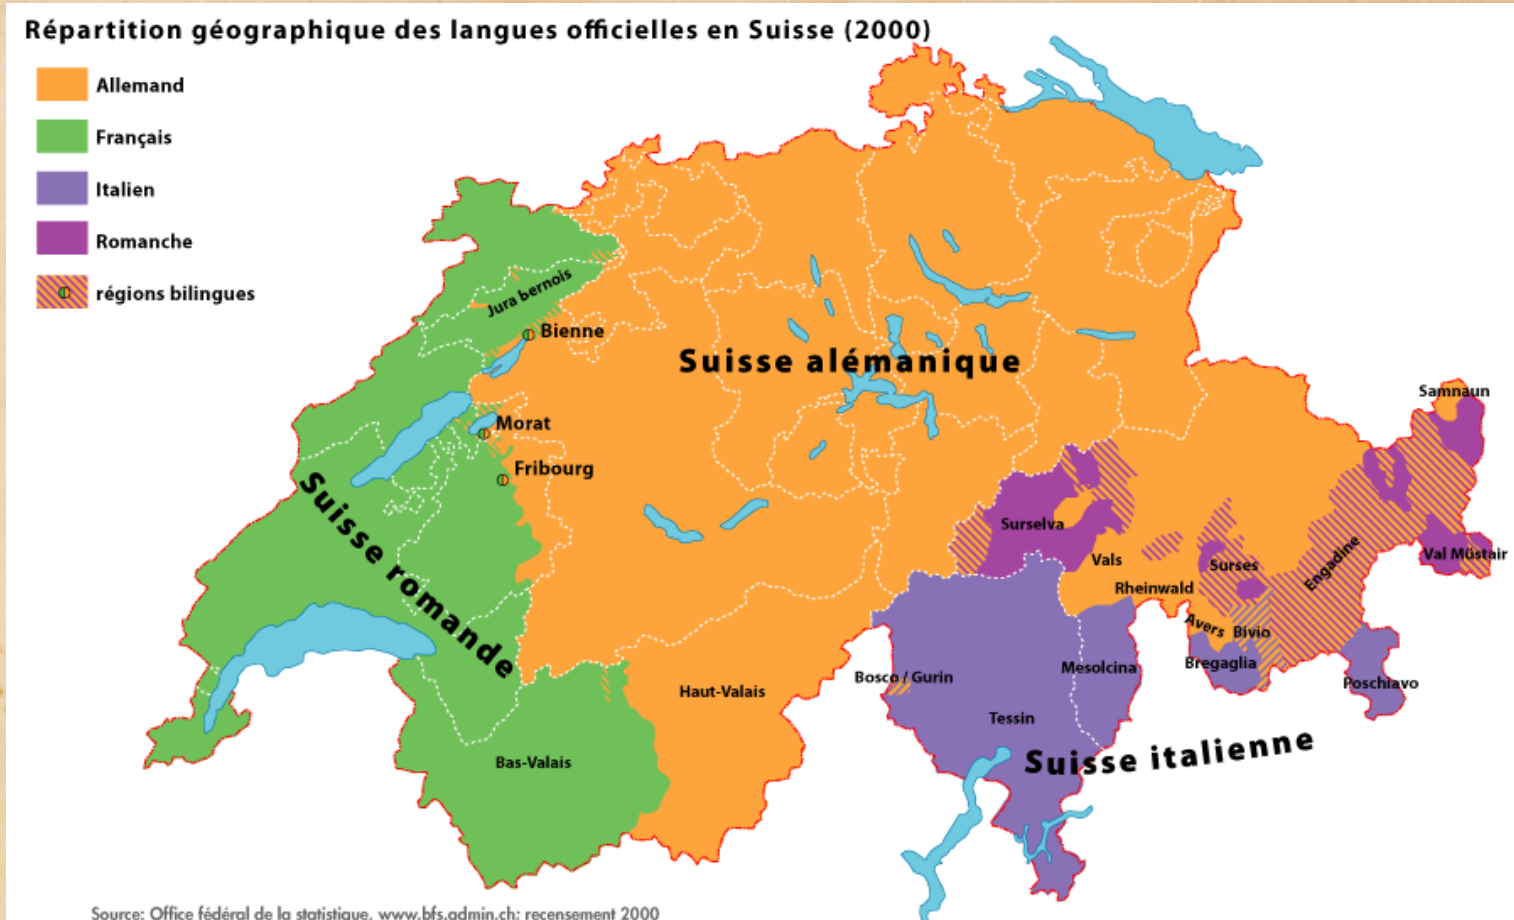 Répartition géographique des langues officielles en Suisse (2000)
Allemand
Français
Italien
Romanche
régions bilingues
Jura bernois
Bienne
Suisse alémanique
Morat
Fribourg
Suisse romande
Samnaun
Surselva
Vals
Rheinwald
Surses
Engadine
Val Müstair
Avers
Bivio
Bregaglia
Poschiavo
Mesolcina
Bosco / Gurin
Haut-Valais
Tessin
Bas-Valais
Suisse italienne
Source: Office fédéral de la statistique, www.bfs.admin.ch; recensement 2000